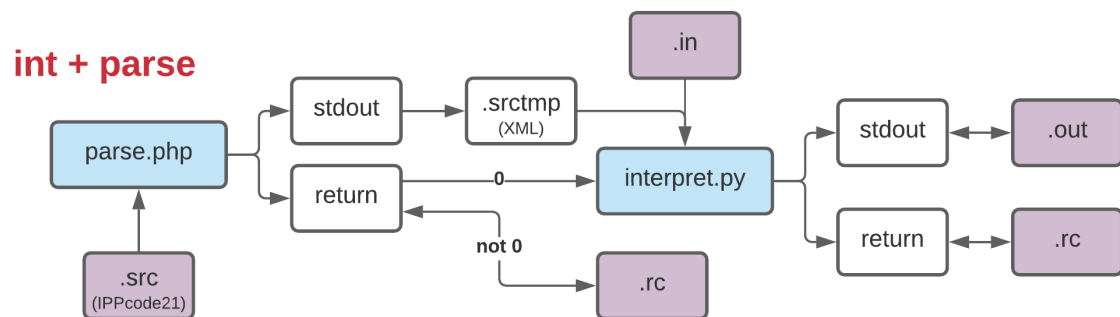 int + parse
.in
stdout
.srctmp
(XML)
stdout
.out
parse.php
interpret.py
return
0
not 0
return
.rc
.src
(IPPcode21)
.rc